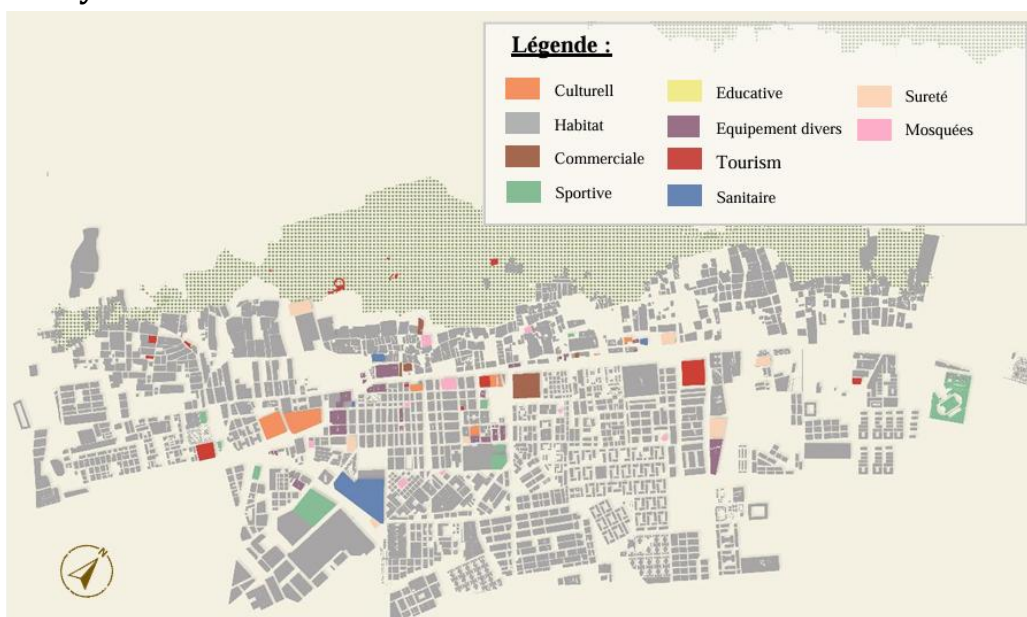 Légende :
Culturell
Habitat
Commerciale
Sportive
Educative
Equipement divers
Tourism
Sanitaire
Sureté
Mosquées
N